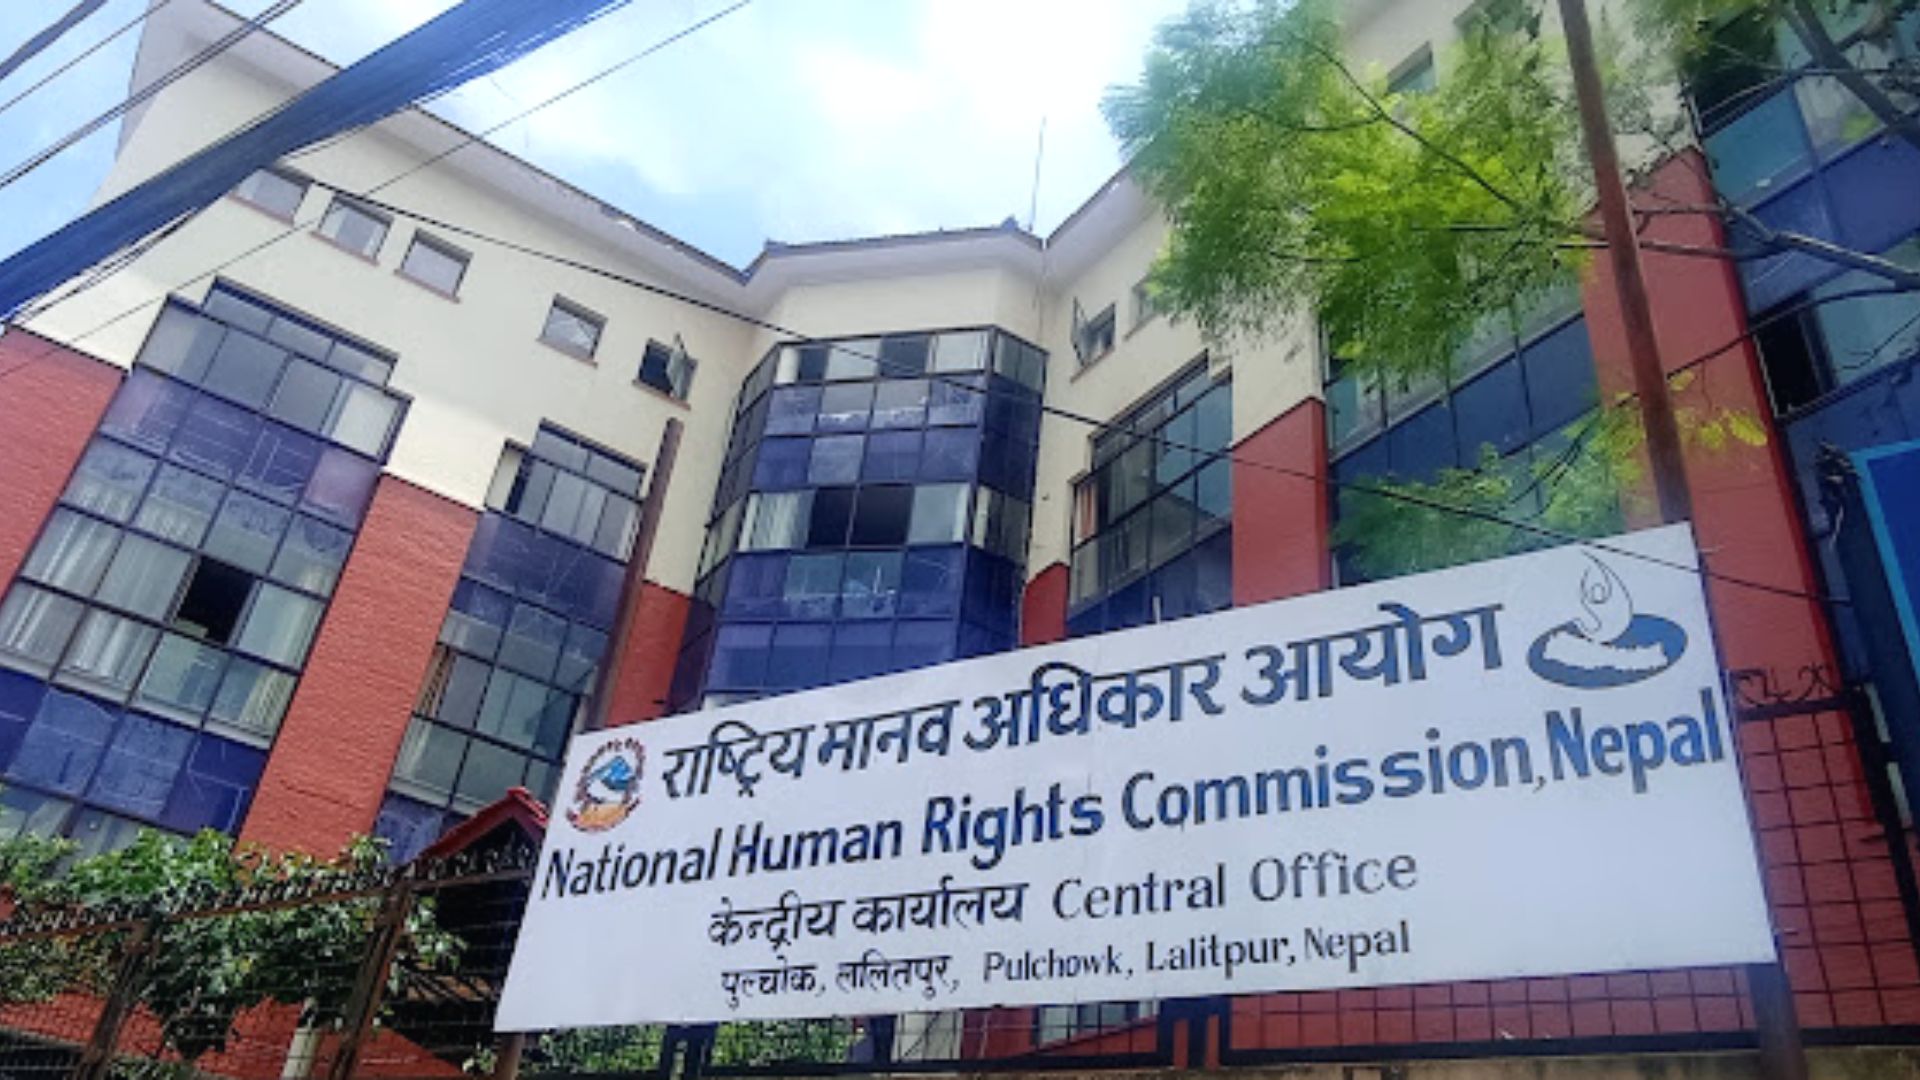 राष्ट्रिय मानव अधिकार आयोग
National Human Rights Commission, Nepal
केन्द्रीय कार्यालय Central Office
पुल्चोक, ललितपुर, Pulchowk, Lalitpur, Nepal